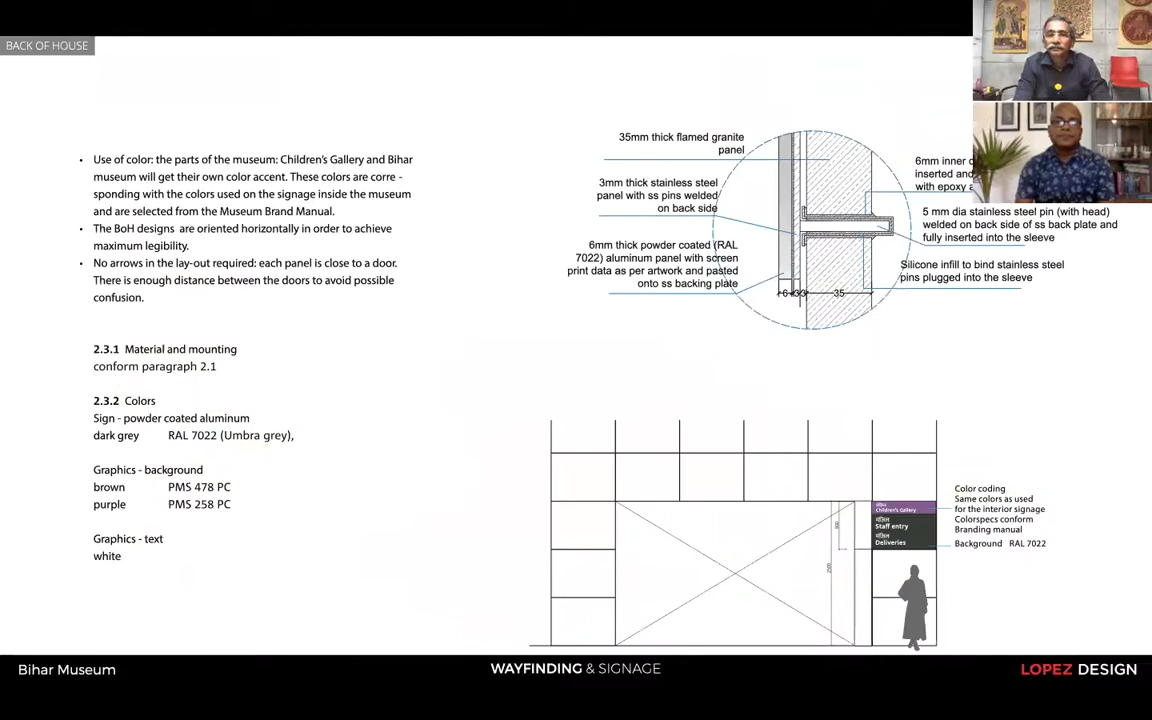 BACK OF HOUSE
• Use of color: the parts of the museum: Children's Gallery and Bihar
museum will get their own color accent. These colors are corre -
sponding with the colors used on the signage inside the museum
and are selected from the Museum Brand Manual.
• The BoH designs are oriented horizontally in order to achieve
maximum legibility.
• No arrows in the lay-out required: each panel is close to a door.
There is enough distance between the doors to avoid possible
confusion.
2.3.1 Material and mounting
conform paragraph 2.1
2.3.2 Colors
Sign - powder coated aluminum
dark grey RAL 7022 (Umbra grey),
Graphics - background
brown PMS 478 PC
purple PMS 258 PC
Graphics - text
white
35mm thick flamed granite
panel
3mm thick stainless steel
panel with ss pins welded
on back side
6mm thick powder coated (RAL
7022) aluminum panel with screen
print data as per artwork and pasted
onto ss backing plate
6mm inner
inserted and
with epoxy
5 mm dia stainless steel pin (with head)
welded on back side of ss back plate and
fully inserted into the sleeve
Silicone infill to bind stainless steel
pins plugged into the sleeve
6
35
Children's Gallery
Staff entry
Deliveries
Color coding
Same colors as used
for the interior signage
Colorspecs conform
Branding manual
Background RAL 7022
Bihar Museum
WAYFINDING & SIGNAGE
LOPEZ DESIGN